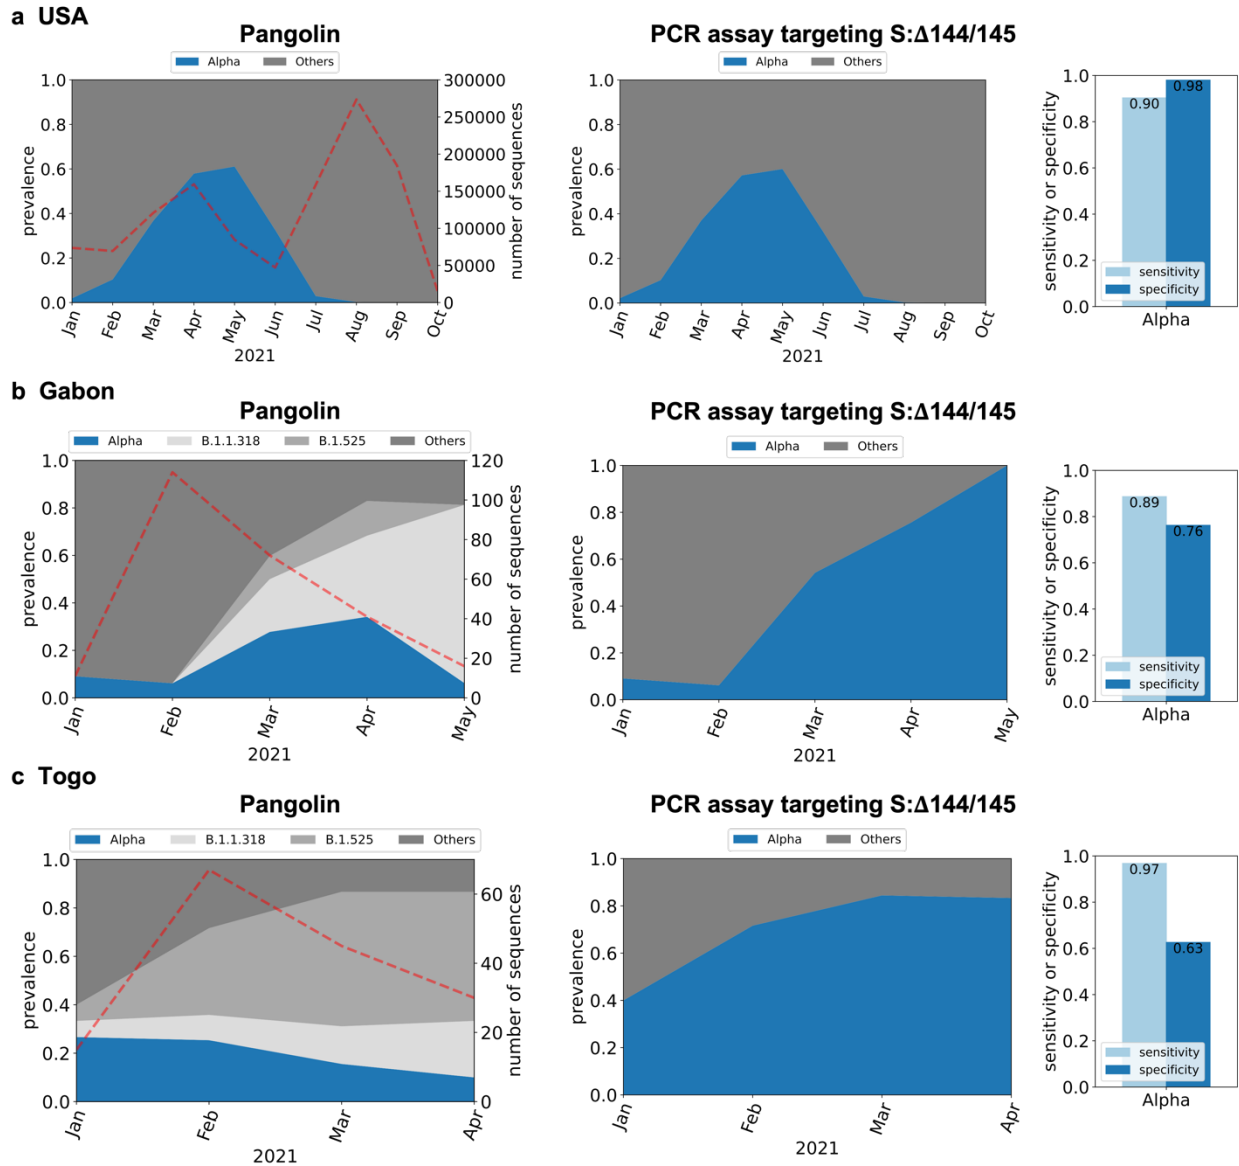 a USA
Pangolin
PCR assay targeting S:Δ144/145
Alpha Others
Alpha Others
1.0
0.8
0.6
0.4
0.2
0.0
prevalence
300000
250000
200000
150000
100000
50000
0
number of sequences
Jan Feb Mar Apr May Jun Jul Aug Sep Oct
2021
1.0
0.8
0.6
0.4
0.2
0.0
prevalence
Jan Feb Mar Apr May Jun Jul Aug Sep Oct
2021
1.0
0.8
0.6
0.4
0.2
0.0
sensitivity or specificity
0.90
0.98
sensitivity
specificity
Alpha
b Gabon
Pangolin
PCR assay targeting S:Δ144/145
Alpha B.1.1.318 B.1.525 Others
Alpha Others
1.0
0.8
0.6
0.4
0.2
0.0
prevalence
120
100
80
60
40
20
0
number of sequences
Jan Feb Mar Apr May
2021
1.0
0.8
0.6
0.4
0.2
0.0
prevalence
Jan Feb Mar Apr May
2021
1.0
0.8
0.6
0.4
0.2
0.0
sensitivity or specificity
0.89
0.76
sensitivity
specificity
Alpha
c Togo
Pangolin
PCR assay targeting S:Δ144/145
Alpha B.1.1.318 B.1.525 Others
Alpha Others
1.0
0.8
0.6
0.4
0.2
0.0
prevalence
60
40
20
0
number of sequences
Jan Feb Mar Apr
2021
1.0
0.8
0.6
0.4
0.2
0.0
prevalence
Jan Feb Mar Apr
2021
1.0
0.8
0.6
0.4
0.2
0.0
sensitivity or specificity
0.97
0.63
sensitivity
specificity
Alpha